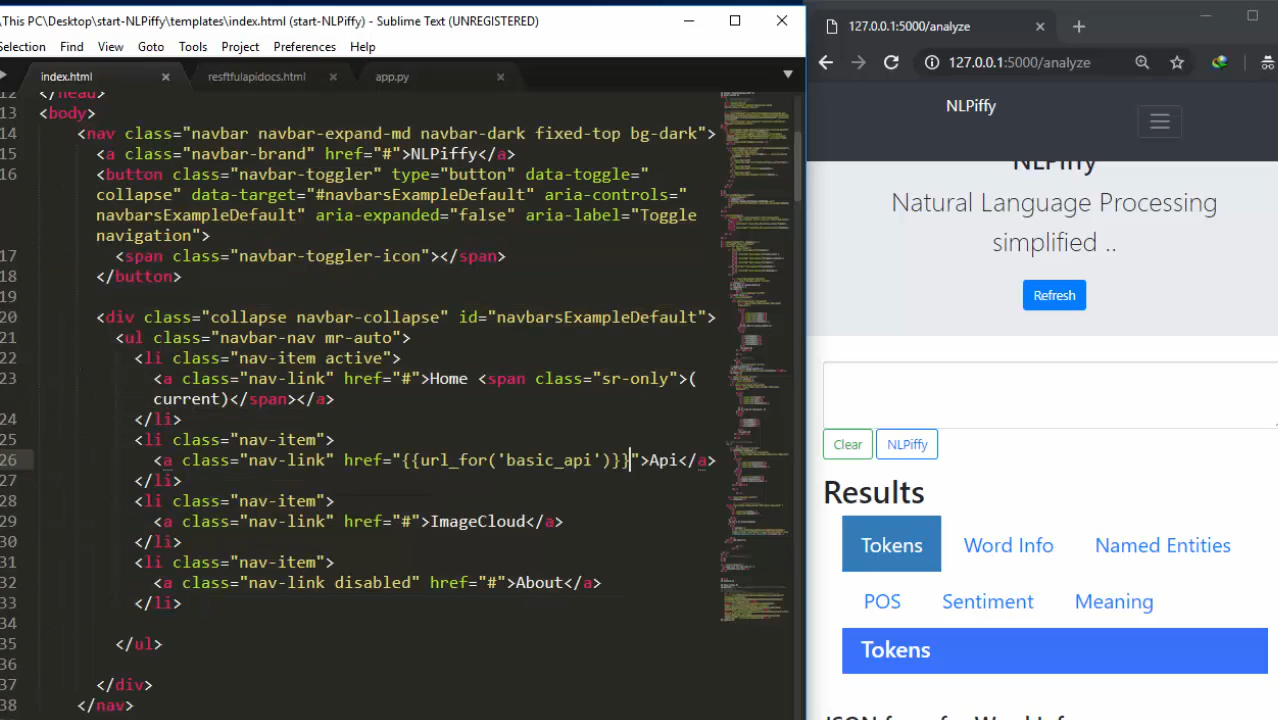 \This PC\Desktop\start-NLPiffy\templates\index.html (start-NLPiffy) - Sublime Text (UNREGISTERED)
Selection Find View Goto Tools Project Preferences Help
index.html resftfulapidocs.html app.py
12 </head>
13 <body>
14 <nav class="navbar navbar-expand-md navbar-dark fixed-top bg-dark">
15 <a class="navbar-brand" href="#">NLPiffy</a>
16 <button class="navbar-toggler" type="button" data-toggle="
collapse" data-target="#navbarsExampleDefault" aria-controls="
navbarsExampleDefault" aria-expanded="false" aria-label="Toggle
navigation">
17 <span class="navbar-toggler-icon"></span>
18 </button>
19
20 <div class="collapse navbar-collapse" id="navbarsExampleDefault">
21 <ul class="navbar-nav mr-auto">
22 <li class="nav-item active">
23 <a class="nav-link" href="#">Home <span class="sr-only">(
current)</span></a>
24 </li>
25 <li class="nav-item">
26 <a class="nav-link" href="{{url_for('basic_api')}}">Api</a>
27 </li>
28 <li class="nav-item">
29 <a class="nav-link" href="#">ImageCloud</a>
30 </li>
31 <li class="nav-item">
32 <a class="nav-link disabled" href="#">About</a>
33 </li>
34
35 </ul>
36
37 </div>
38 </nav>
127.0.0.1:5000/analyze
127.0.0.1:5000/analyze
NLPiffy
NLPiffy
Natural Language Processing
simplified ..
Refresh
Clear NLPiffy
Results
Tokens Word Info Named Entities
POS Sentiment Meaning
Tokens